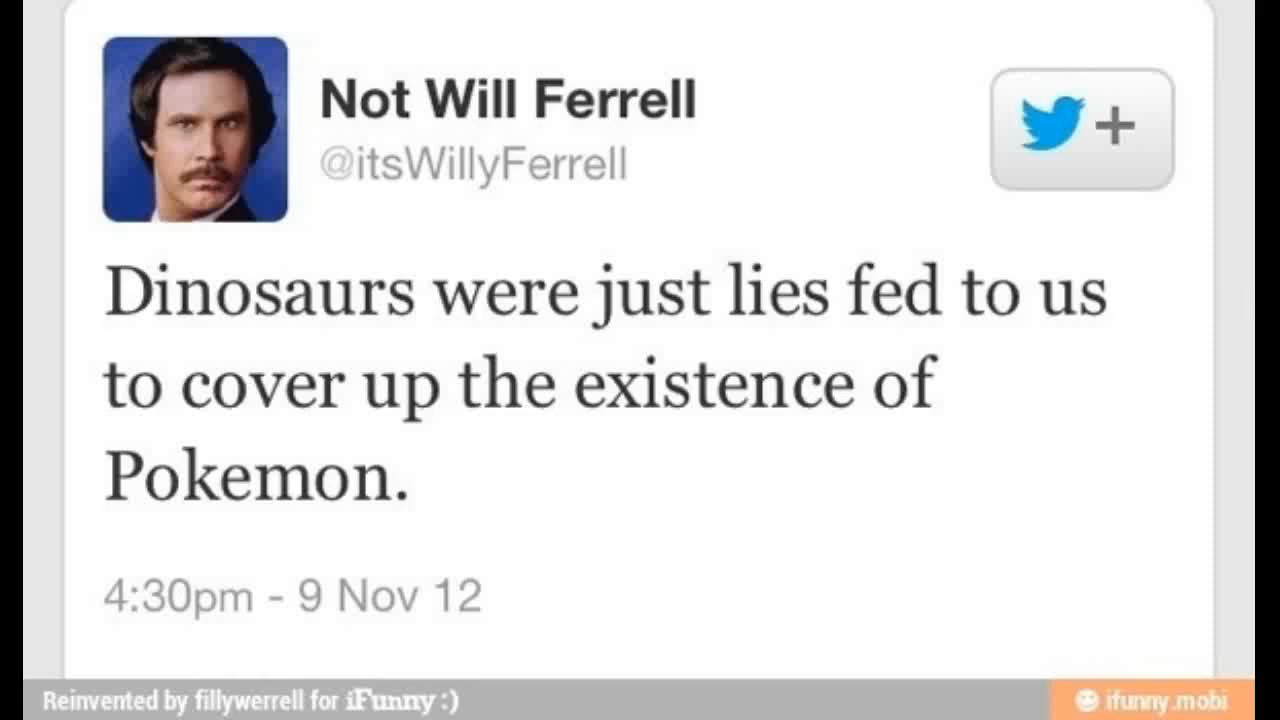 Not Will Ferrell
@itsWillyFerrell
Dinosaurs were just lies fed to us
to cover up the existence of
Pokemon.
4:30pm - 9 Nov 12
Reinvented by fillywerrell for iFunny :)
ifunny.mobi